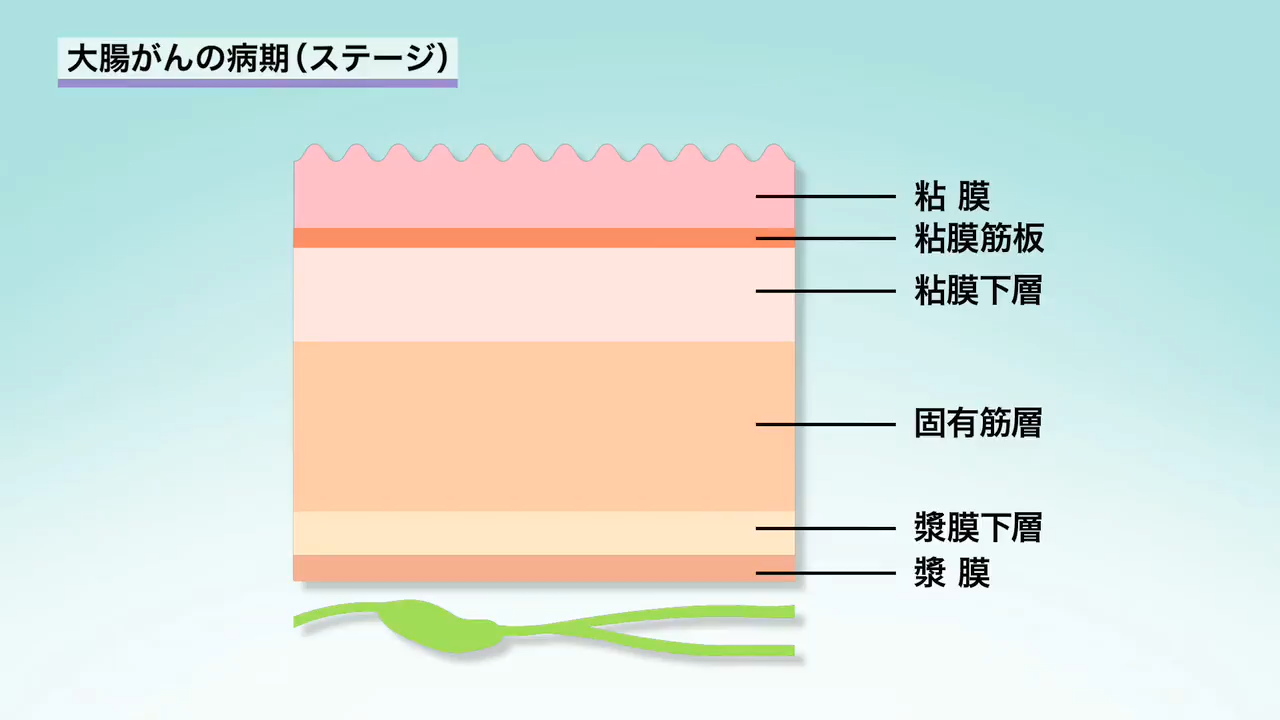 大腸がんの病期(ステージ)
粘 膜
粘膜筋板
粘膜下層
固有筋層
漿膜下層
漿 膜